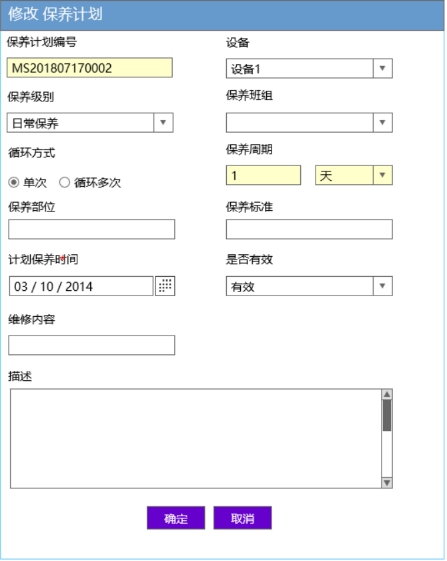 修改 保养计划
保养计划编号 设备
MS201807170002 设备1
保养级别 保养班组
日常保养
循环方式 保养周期
单次 循环多次 1 天
保养部位 保养标准
计划保养时间 是否有效
03 / 10 / 2014 有效
维修内容
描述
确定 取消